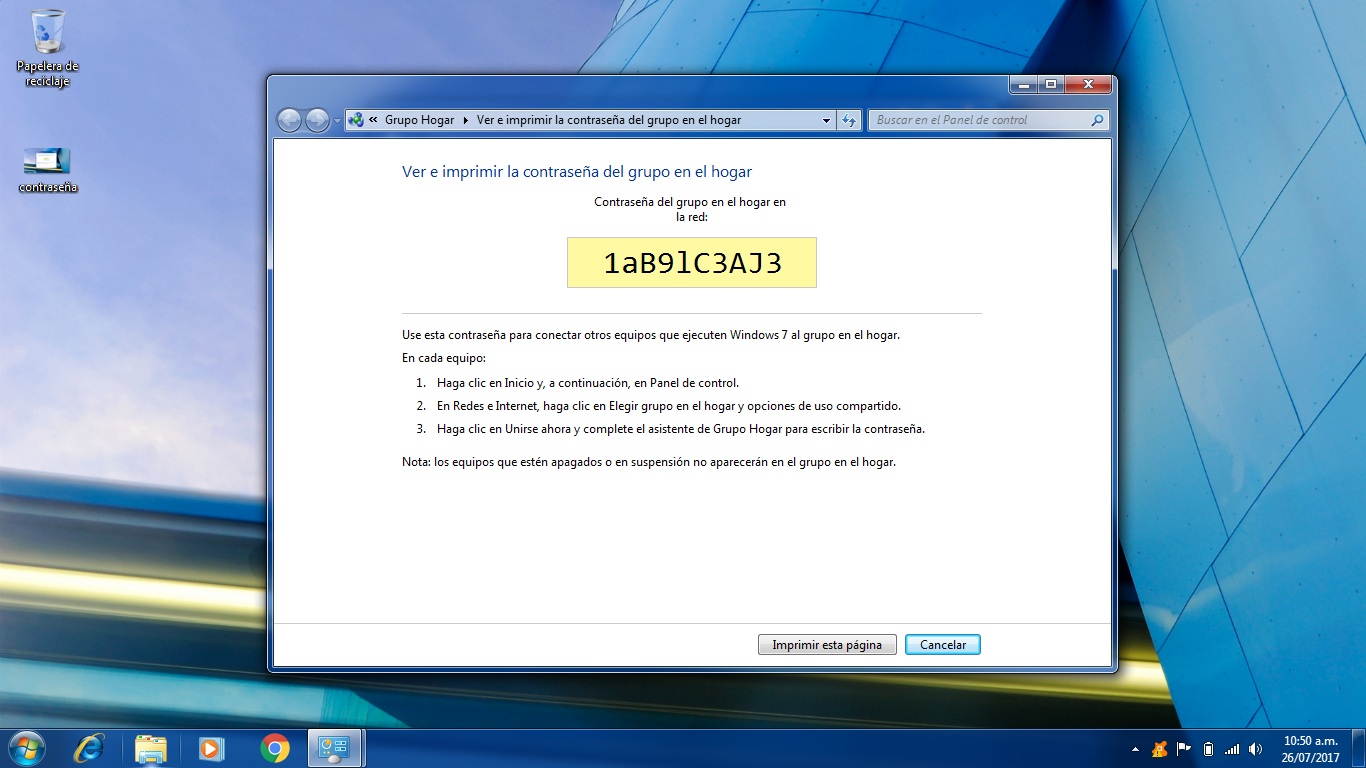 Papelera de
reciclaje
contraseña
« Grupo Hogar Ver e imprimir la contraseña del grupo en el hogar
Buscar en el Panel de control
Ver e imprimir la contraseña del grupo en el hogar
Contraseña del grupo en el hogar en
la red:
1aB9lC3AJ3
Use esta contraseña para conectar otros equipos que ejecuten Windows 7 al grupo en el hogar.
En cada equipo:
1. Haga clic en Inicio y, a continuación, en Panel de control.
2. En Redes e Internet, haga clic en Elegir grupo en el hogar y opciones de uso compartido.
3. Haga clic en Unirse ahora y complete el asistente de Grupo Hogar para escribir la contraseña.
Nota: los equipos que estén apagados o en suspensión no aparecerán en el grupo en el hogar.
Imprimir esta página
Cancelar
10:50 a.m.
26/07/2017